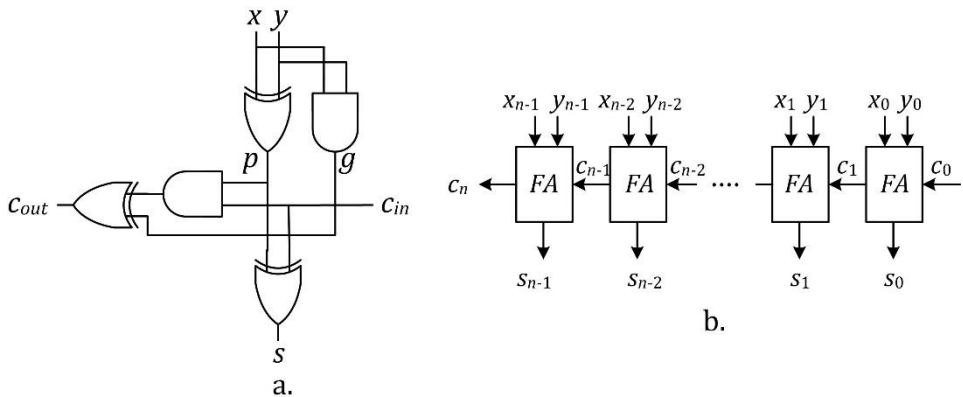 x y
p g
c_out c_in
s
a.
x_n-1 y_n-1 x_n-2 y_n-2 x_1 y_1 x_0 y_0
c_n FA c_n-1 FA c_n-2 .... FA c_1 FA c_0
s_n-1 s_n-2 s_1 s_0
b.